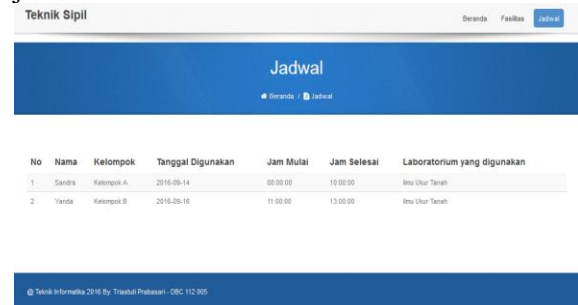 Teknik Sipil
Beranda Fasilitas Jadwal
Jadwal
Beranda / Jadwal
No Nama Kelompok Tanggal Digunakan Jam Mulai Jam Selesai Laboratorium yang digunakan
1 Sandra Kelompok A 2016-09-14 08:00:00 10:00:00 Ilmu Ukur Tanah
2 Yanda Kelompok B 2016-09-16 11:00:00 13:00:00 Ilmu Ukur Tanah
@ Teknik Informatika 2016 By. Triastuti Prabasari - DBC 112 005